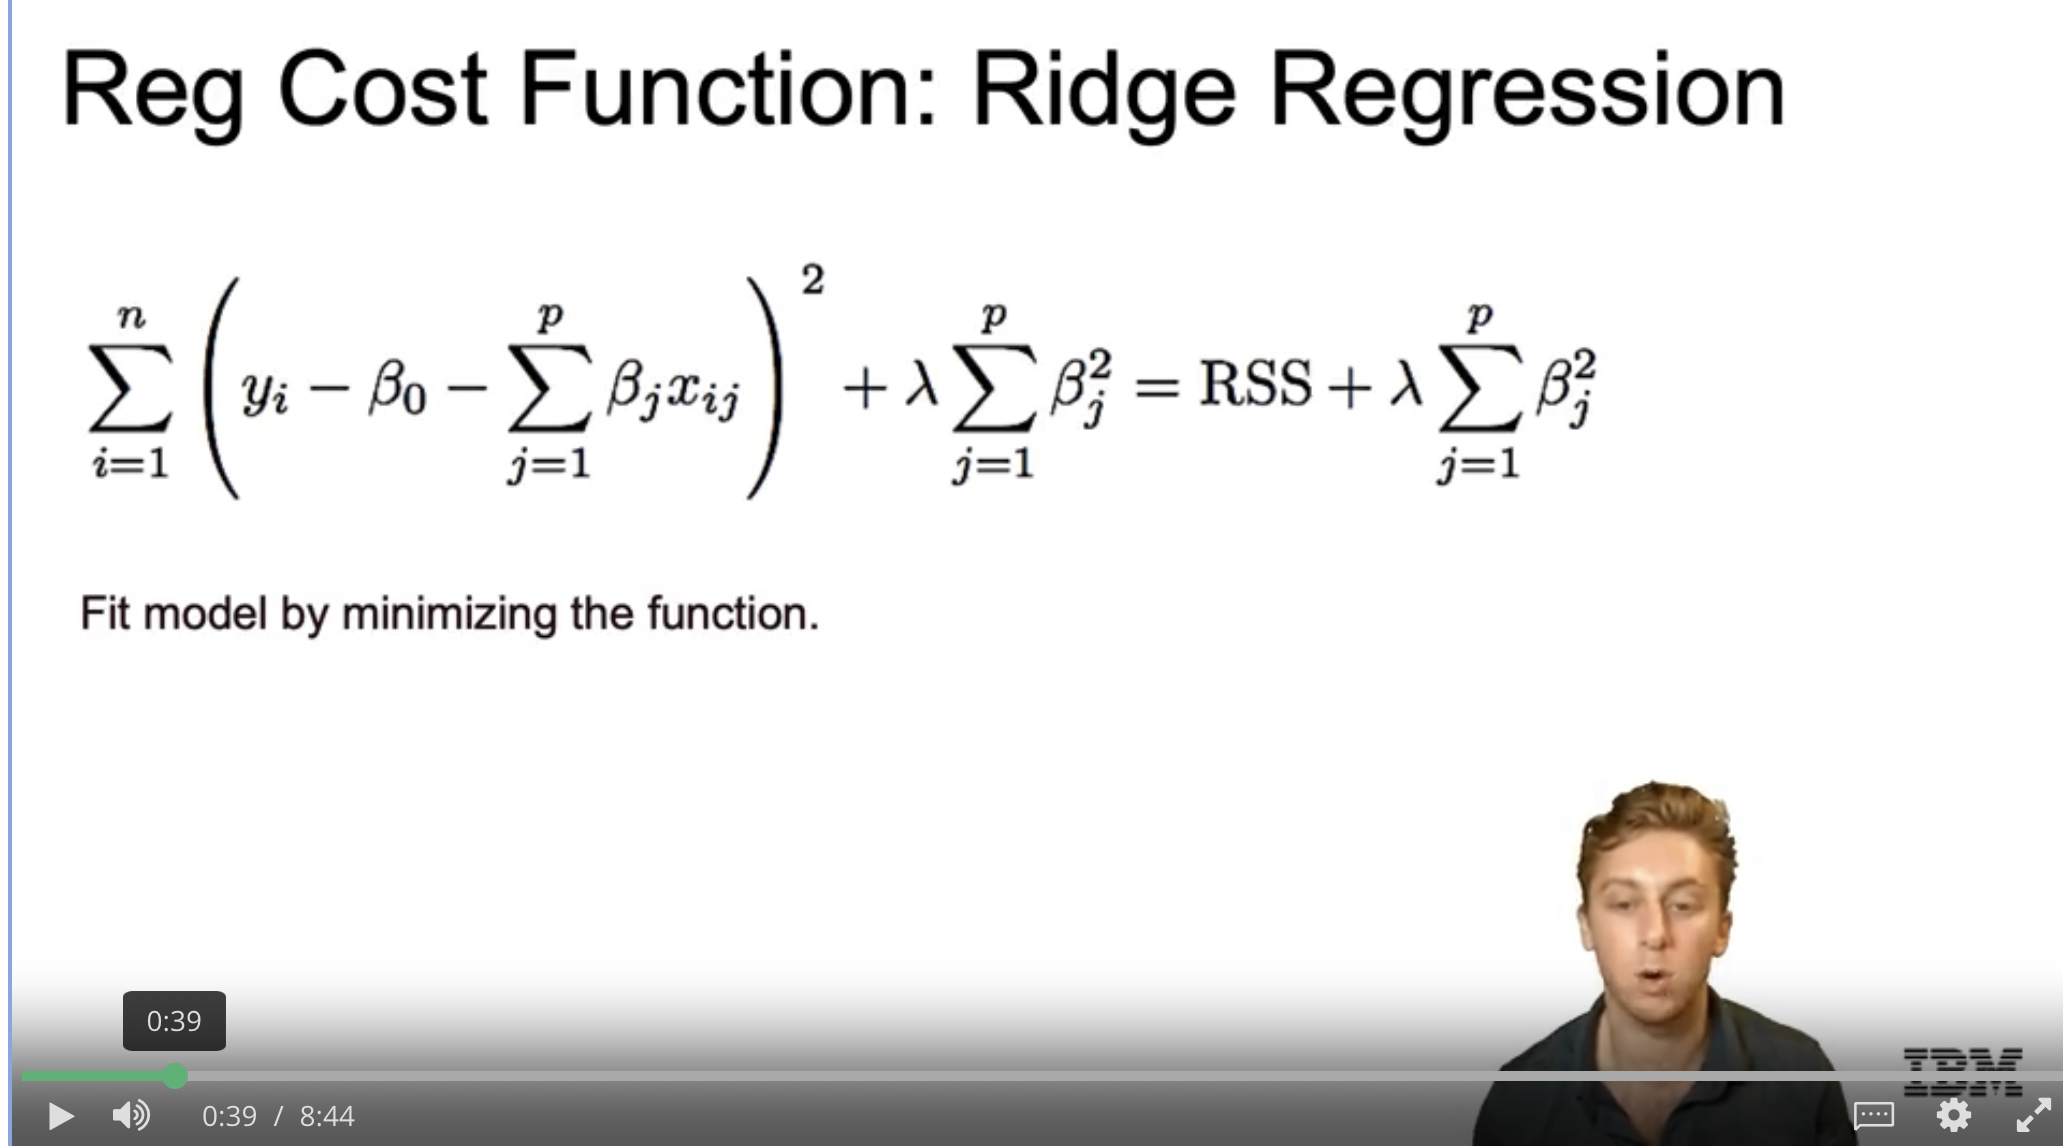 Reg Cost Function: Ridge Regression
\sum_{i=1}^{n} \left( y_i - \beta_0 - \sum_{j=1}^{p} \beta_j x_{ij} \right)^2 + \lambda \sum_{j=1}^{p} \beta_j^2 = \text{RSS} + \lambda \sum_{j=1}^{p} \beta_j^2
Fit model by minimizing the function.
0:39
IBM
0:39 / 8:44